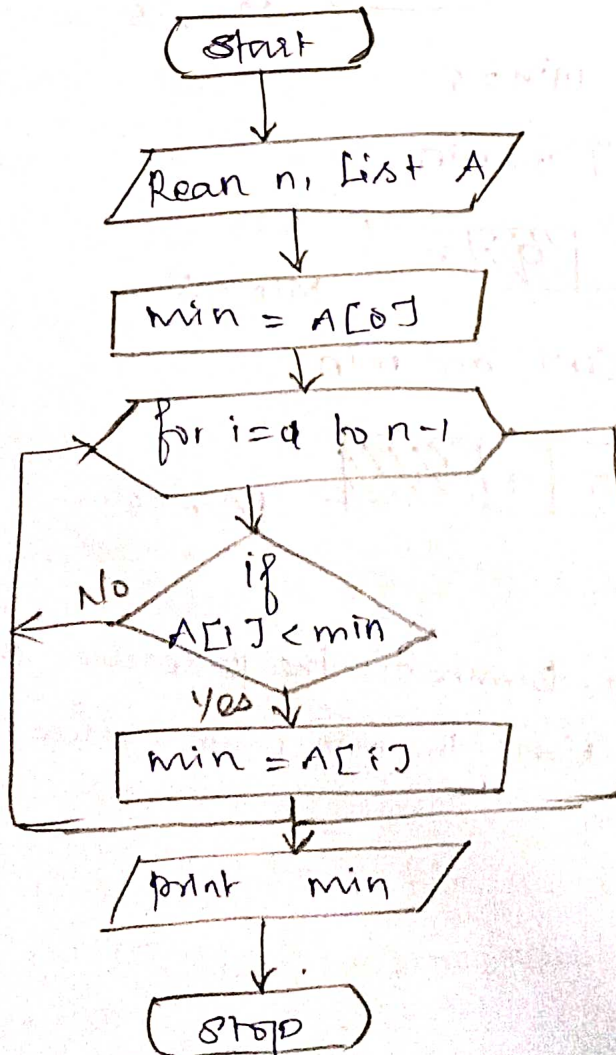 start
Rean n, List A
min = A[0]
for i = to n-1
if
A[i] < min
No
Yes
min = A[i]
print min
stop